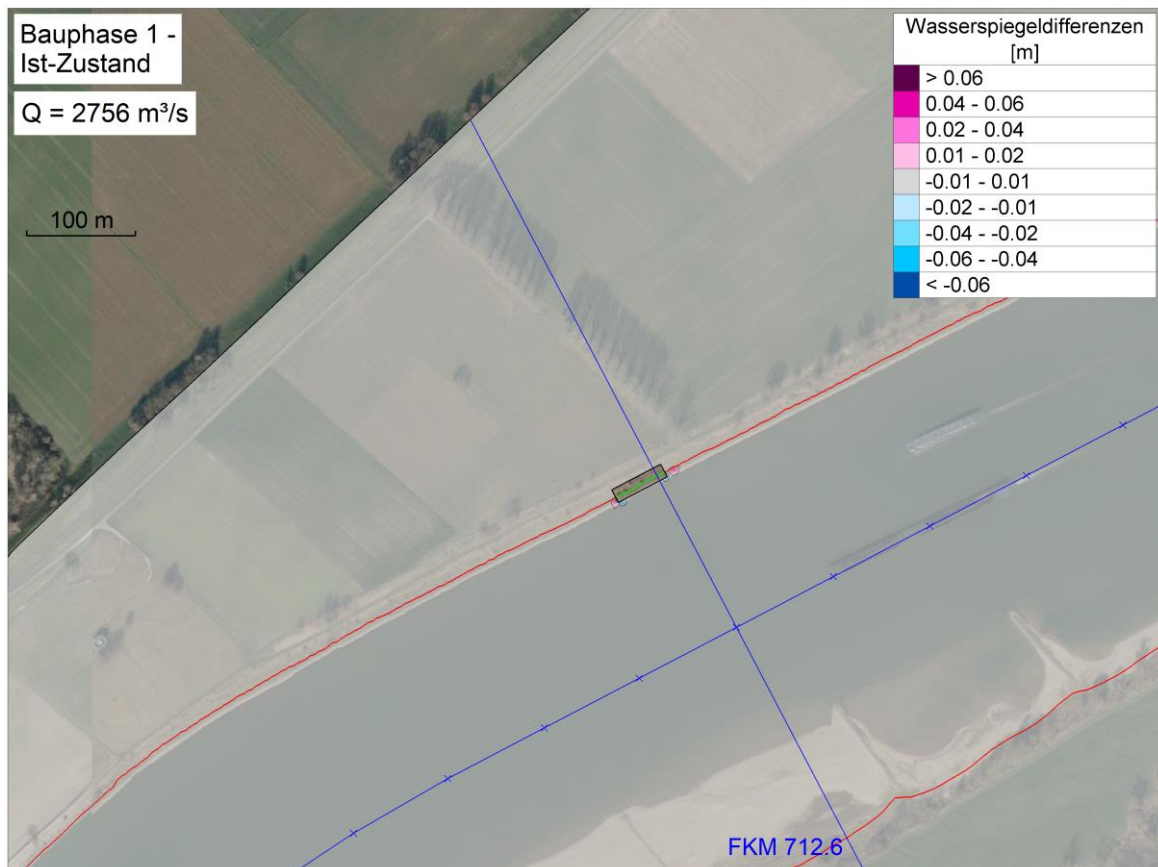 Bauphase 1 -
Ist-Zustand
Q = 2756 m³/s
100 m
Wasserspiegeldifferenzen
[m]
> 0.06
0.04 - 0.06
0.02 - 0.04
0.01 - 0.02
-0.01 - 0.01
-0.02 - -0.01
-0.04 - -0.02
-0.06 - -0.04
< -0.06
FKM 712.6